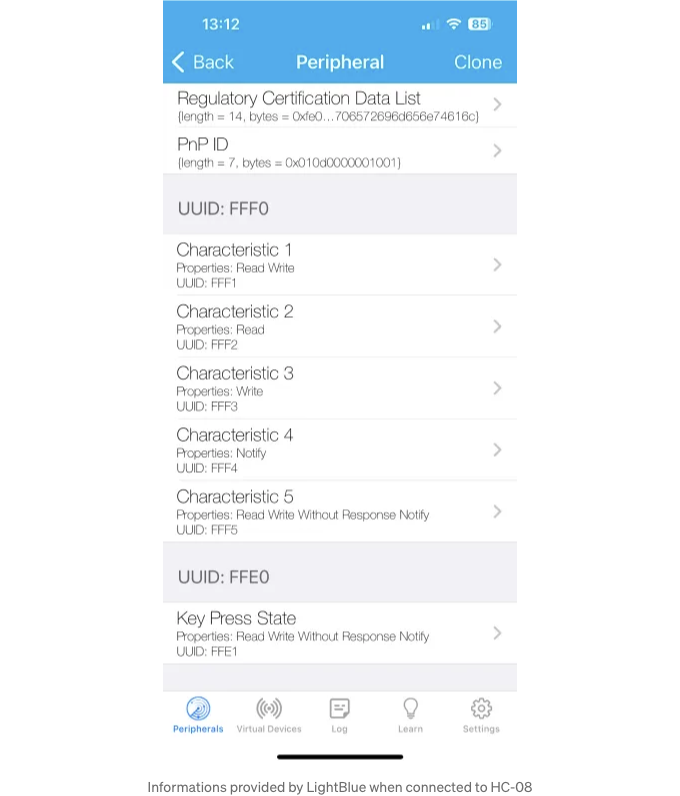 13:12
85
Back
Peripheral
Clone
Regulatory Certification Data List
{length = 14, bytes = 0xfe0...706572696d656e74616c}
PnP ID
{length = 7, bytes = 0x010d0000001001}
UUID: FFF0
Characteristic 1
Properties: Read Write
UUID: FFF1
Characteristic 2
Properties: Read
UUID: FFF2
Characteristic 3
Properties: Write
UUID: FFF3
Characteristic 4
Properties: Notify
UUID: FFF4
Characteristic 5
Properties: Read Write Without Response Notify
UUID: FFF5
UUID: FFE0
Key Press State
Properties: Read Write Without Response Notify
UUID: FFE1
Peripherals
Virtual Devices
Log
Learn
Settings
Informations provided by LightBlue when connected to HC-08